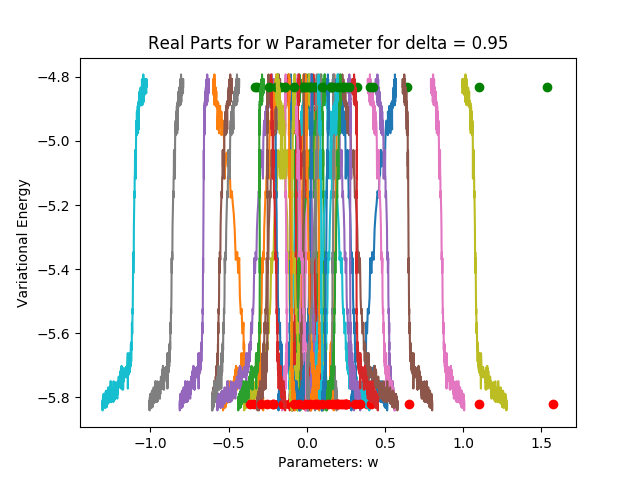 Real Parts for w Parameter for delta = 0.95
Variational Energy
−4.8
−5.0
−5.2
−5.4
−5.6
−5.8
−1.0 −0.5 0.0 0.5 1.0 1.5
Parameters: w